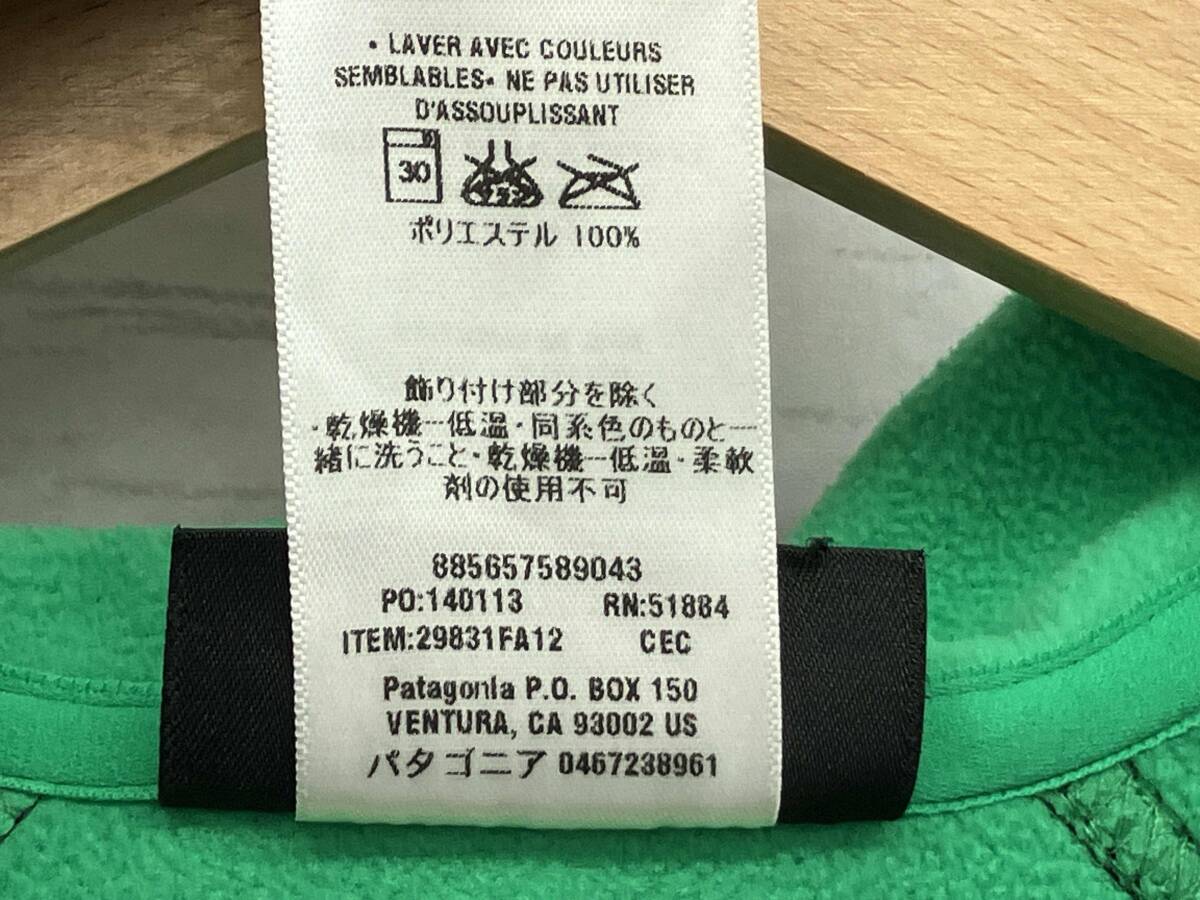 • LAVER AVEC COULEURS
SEMBLABLES• NE PAS UTILISER
D'ASSOUPLISSANT
30
ポリエステル 100%
飾り付け部分を除く
・乾燥機一低温・同系色のものと一
緒に洗うこと・乾燥機一低温・柔軟
剤の使用不可
885657589043
PO:140113 RN:51884
ITEM:29831FA12 CEC
Patagonia P.O. BOX 150
VENTURA, CA 93002 US
パタゴニア 0467238961